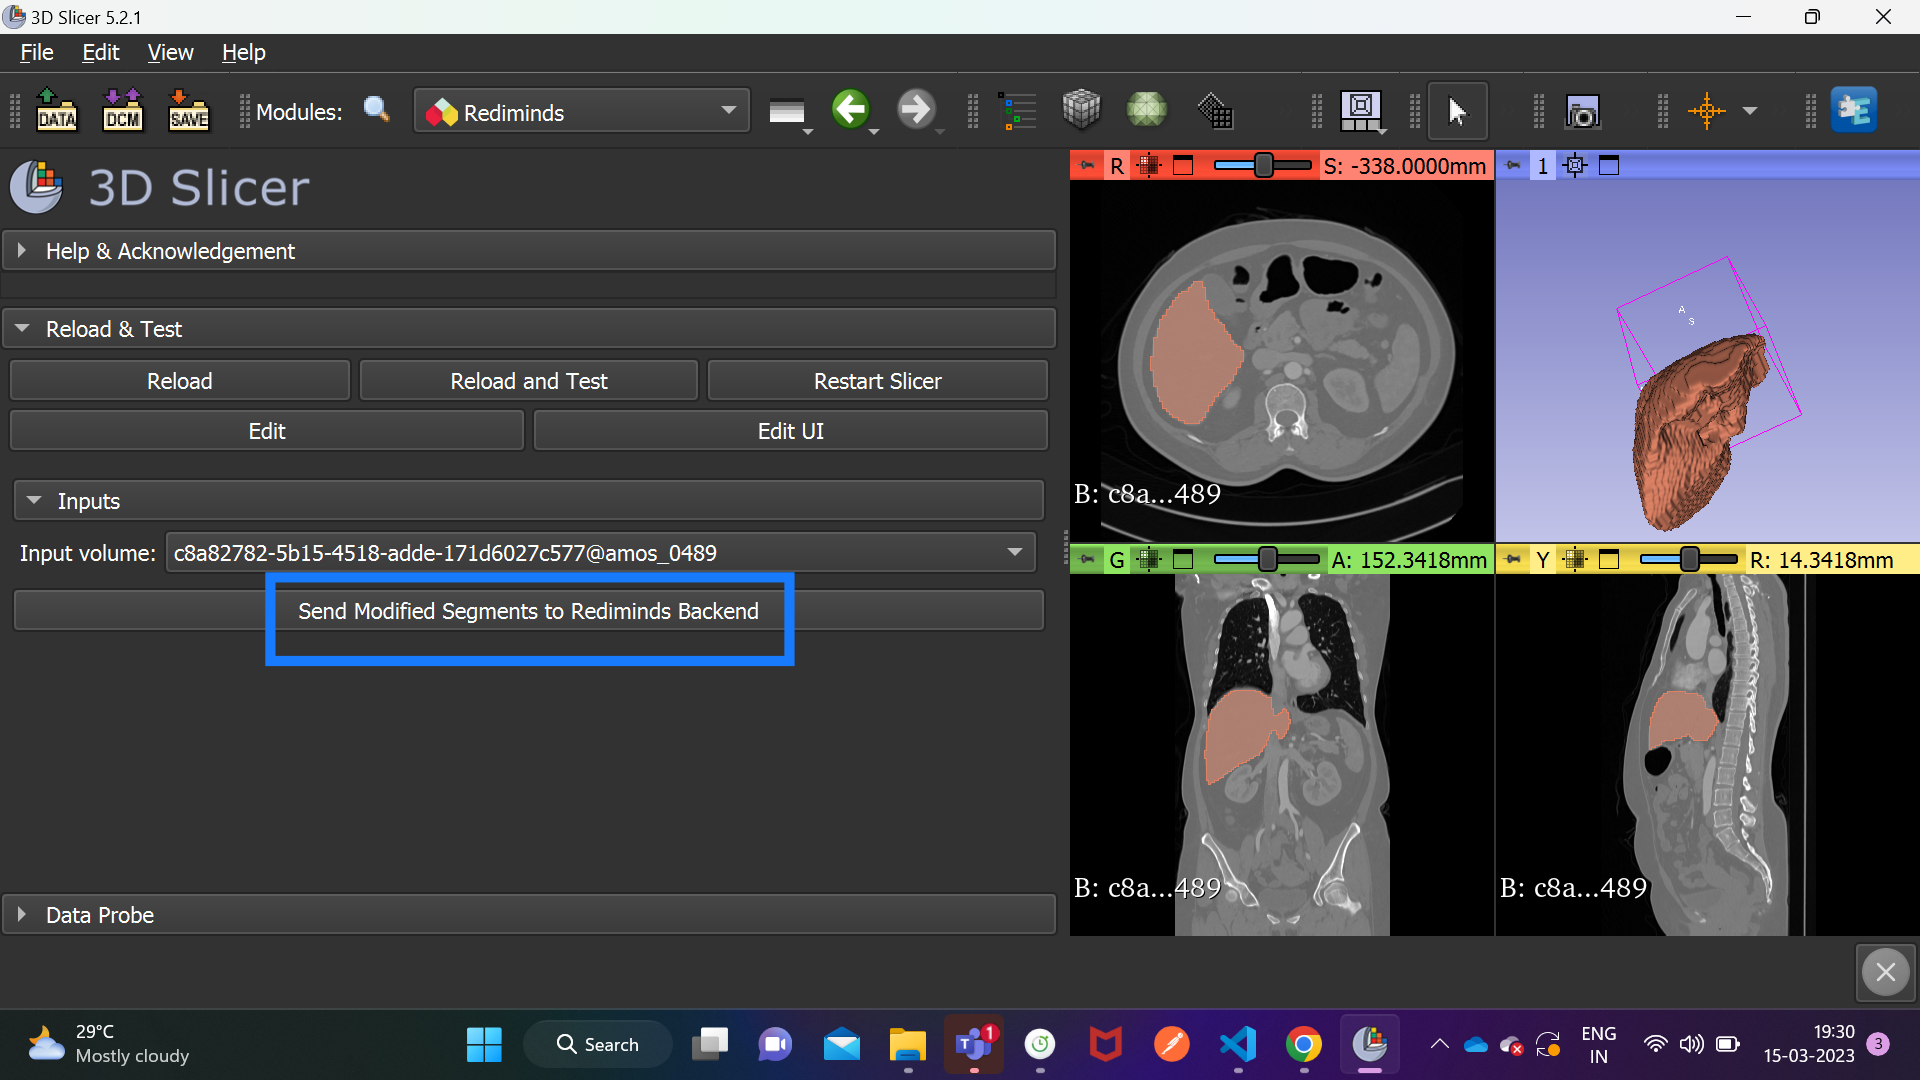 3D Slicer 5.2.1
File Edit View Help
DATA DCM SAVE Modules: Rediminds
3D Slicer
Help & Acknowledgement
Reload & Test
Reload Reload and Test Restart Slicer
Edit Edit UI
Inputs
Input volume: c8a82782-5b15-4518-adde-171d6027c577@amos_0489
Send Modified Segments to Rediminds Backend
Data Probe
R S: -338.0000mm
B: c8a...489
1
A
S
G A: 152.3418mm
B: c8a...489
Y R: 14.3418mm
B: c8a...489
29°C
Mostly cloudy
Search
1
ENG
IN
19:30
15-03-2023
3